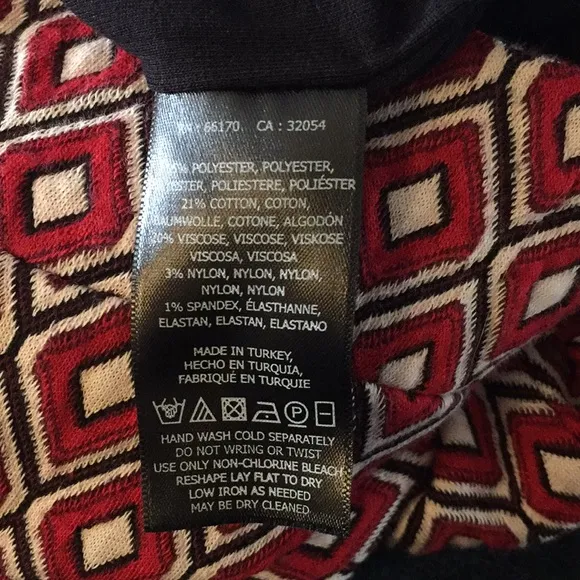 66170 CA : 32054
POLYESTER, POLYESTER,
POLIESTERE, POLIÉSTER
21% COTTON, COTON,
BAUMWOLLE, COTONE, ALGODÓN
20% VISCOSE, VISCOSE, VISKOSE
VISCOSA, VISCOSA
3% NYLON, NYLON, NYLON,
NYLON, NYLON
1% SPANDEX, ÉLASTHANNE,
ELASTAN, ELASTAN, ELASTANO
MADE IN TURKEY,
HECHO EN TURQUIA,
FABRIQUÉ EN TURQUIE
P
HAND WASH COLD SEPARATELY
DO NOT WRING OR TWIST
USE ONLY NON-CHLORINE BLEACH
RESHAPE LAY FLAT TO DRY
LOW IRON AS NEEDED
MAY BE DRY CLEANED